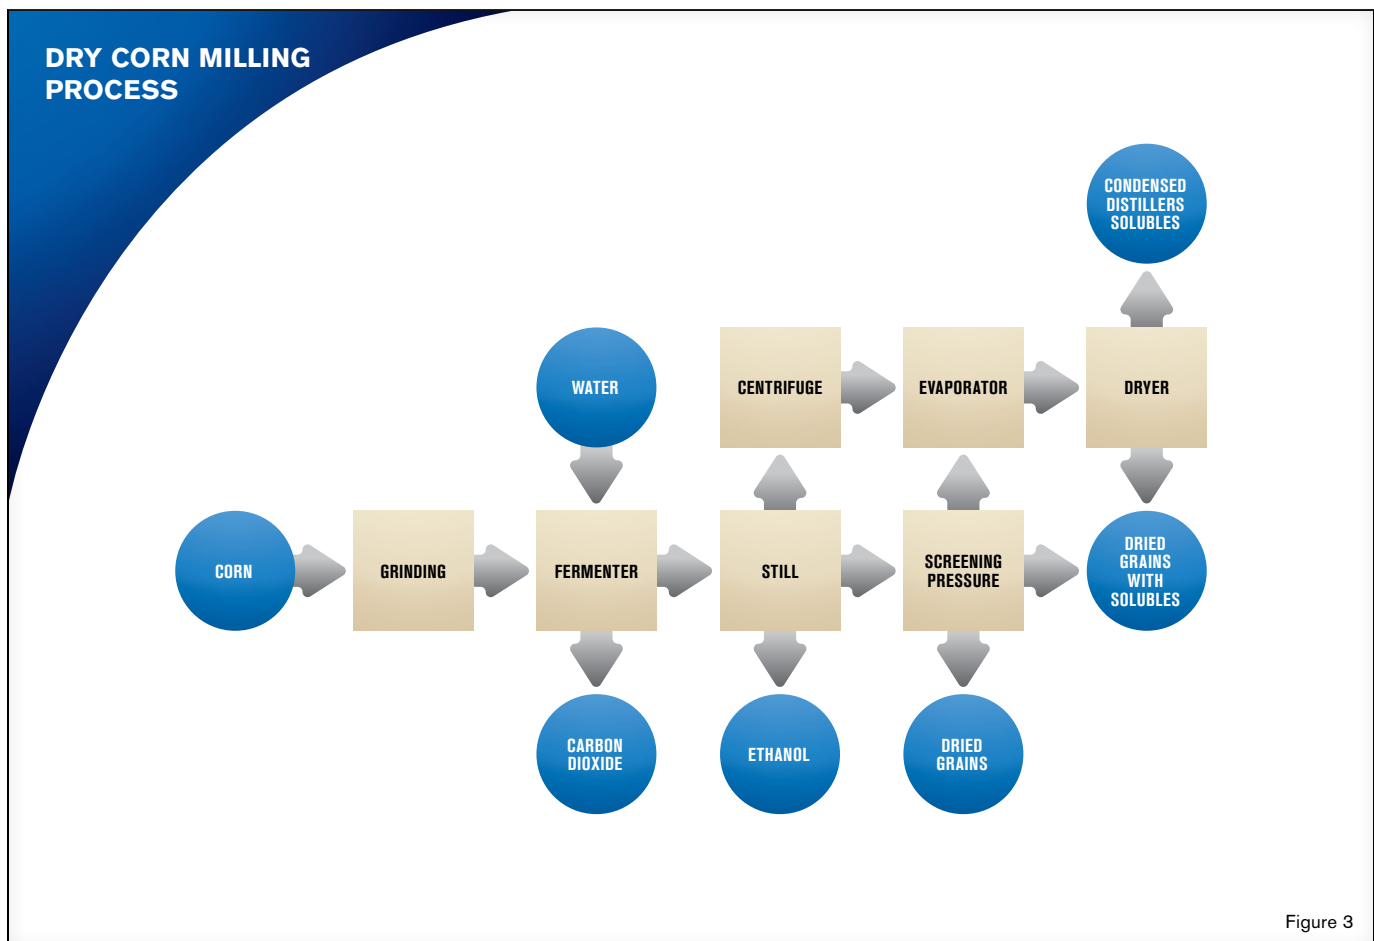 DRY CORN MILLING
PROCESS
CONDENSED
DISTILLERS
SOLUBLES
WATER
CENTRIFUGE
EVAPORATOR
DRYER
CORN
GRINDING
FERMENTER
STILL
SCREENING
PRESSURE
DRIED
GRAINS
WITH
SOLUBLES
CARBON
DIOXIDE
ETHANOL
DRIED
GRAINS
Figure 3